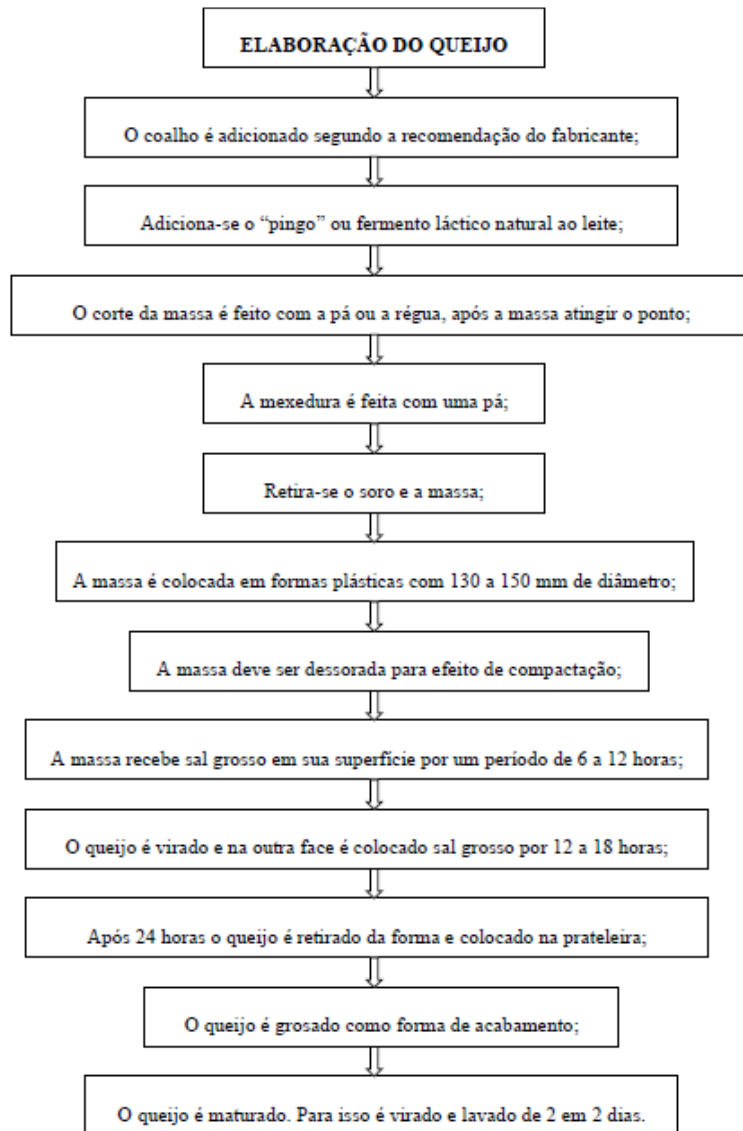 ELABORAÇÃO DO QUEIJO
O coalho é adicionado segundo a recomendação do fabricante;
Adiciona-se o “pingo” ou fermento láctico natural ao leite;
O corte da massa é feito com a pá ou a régua, após a massa atingir o ponto;
A mexedura é feita com uma pá;
Retira-se o soro e a massa;
A massa é colocada em formas plásticas com 130 a 150 mm de diâmetro;
A massa deve ser dessorada para efeito de compactação;
A massa recebe sal grosso em sua superfície por um período de 6 a 12 horas;
O queijo é virado e na outra face é colocado sal grosso por 12 a 18 horas;
Após 24 horas o queijo é retirado da forma e colocado na prateleira;
O queijo é grosado como forma de acabamento;
O queijo é maturado. Para isso é virado e lavado de 2 em 2 dias.